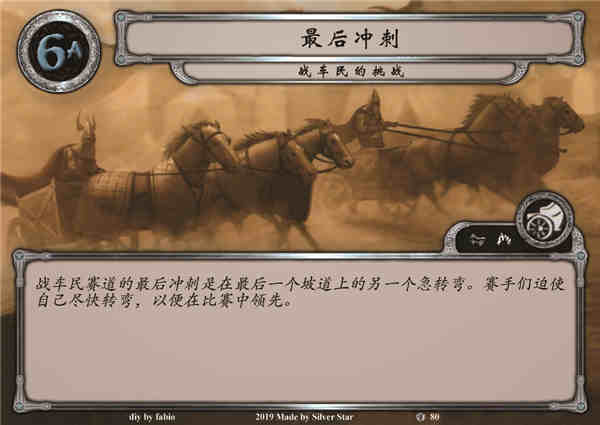 6A
最后冲刺
战车民的挑战
战车民赛道的最后冲刺是在最后一个坡道上的另一个急转弯。赛手们迫使
自己尽快转弯，以便在比赛中领先。
diy by fabio 2019 Made by Silver Star 80